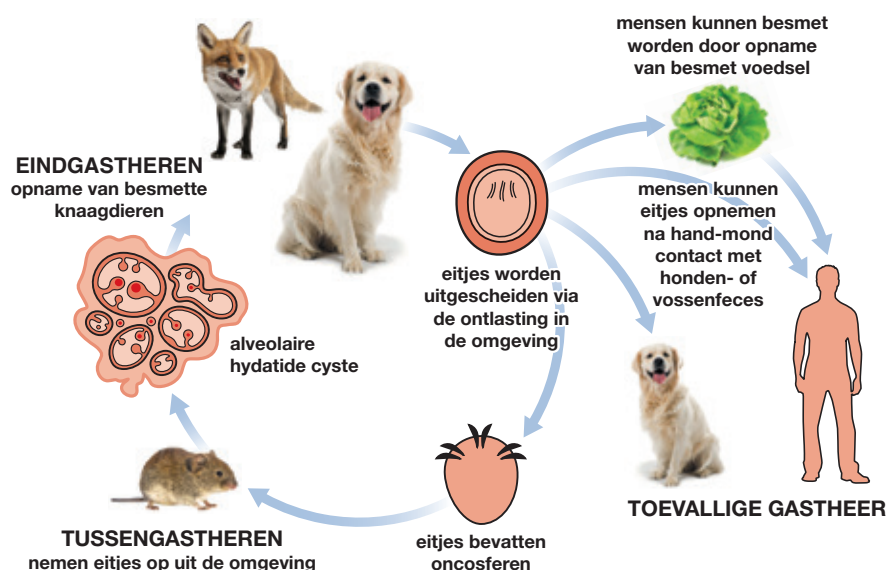 mensen kunnen besmet
worden door opname
van besmet voedsel
EINDGASTHEREN
opname van besmette
knaagdieren
mensen kunnen
eitjes opnemen
na hand-mond
contact met
honden- of
vossenfeces
eitjes worden
uitgescheiden via
de ontlasting in
de omgeving
alveolaire
hydatide cyste
TOEVALLIGE GASTHEER
TUSSENGASTHEREN
nemen eitjes op uit de omgeving
eitjes bevatten
oncosferen